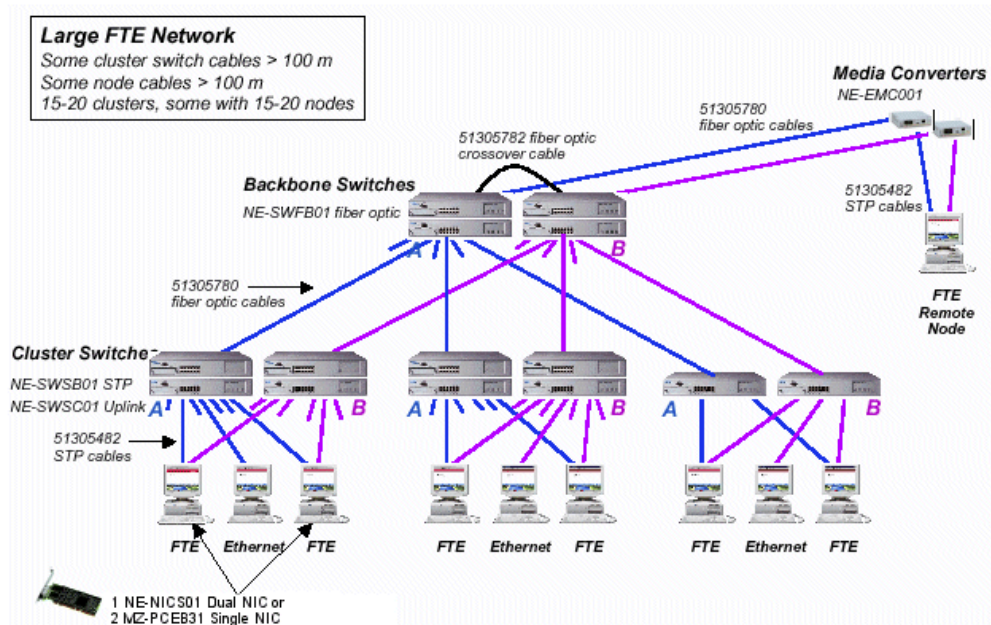 Large FTE Network
Some cluster switch cables > 100 m
Some node cables > 100 m
15-20 clusters, some with 15-20 nodes
Media Converters
NE-EMC001
51305780
fiber optic cables
51305782 fiber optic
crossover cable
Backbone Switches
NE-SWFB01 fiber optic
51305482
STP cables
A
B
51305780
fiber optic cables
FTE
Remote
Node
Cluster Switches
NE-SWSB01 STP
NE-SWSC01 Uplink
A
B
A
B
A
B
51305482
STP cables
FTE
Ethernet
FTE
FTE
Ethernet
FTE
FTE
Ethernet
FTE
1 NE-NICS01 Dual NIC or
2 MZ-PCEB31 Single NIC